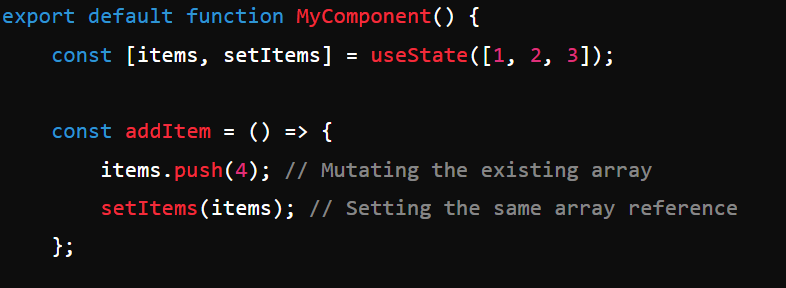 export default function MyComponent() {
const [items, setItems] = useState([1, 2, 3]);
const addItem = () => {
items.push(4); // Mutating the existing array
setItems(items); // Setting the same array reference
};